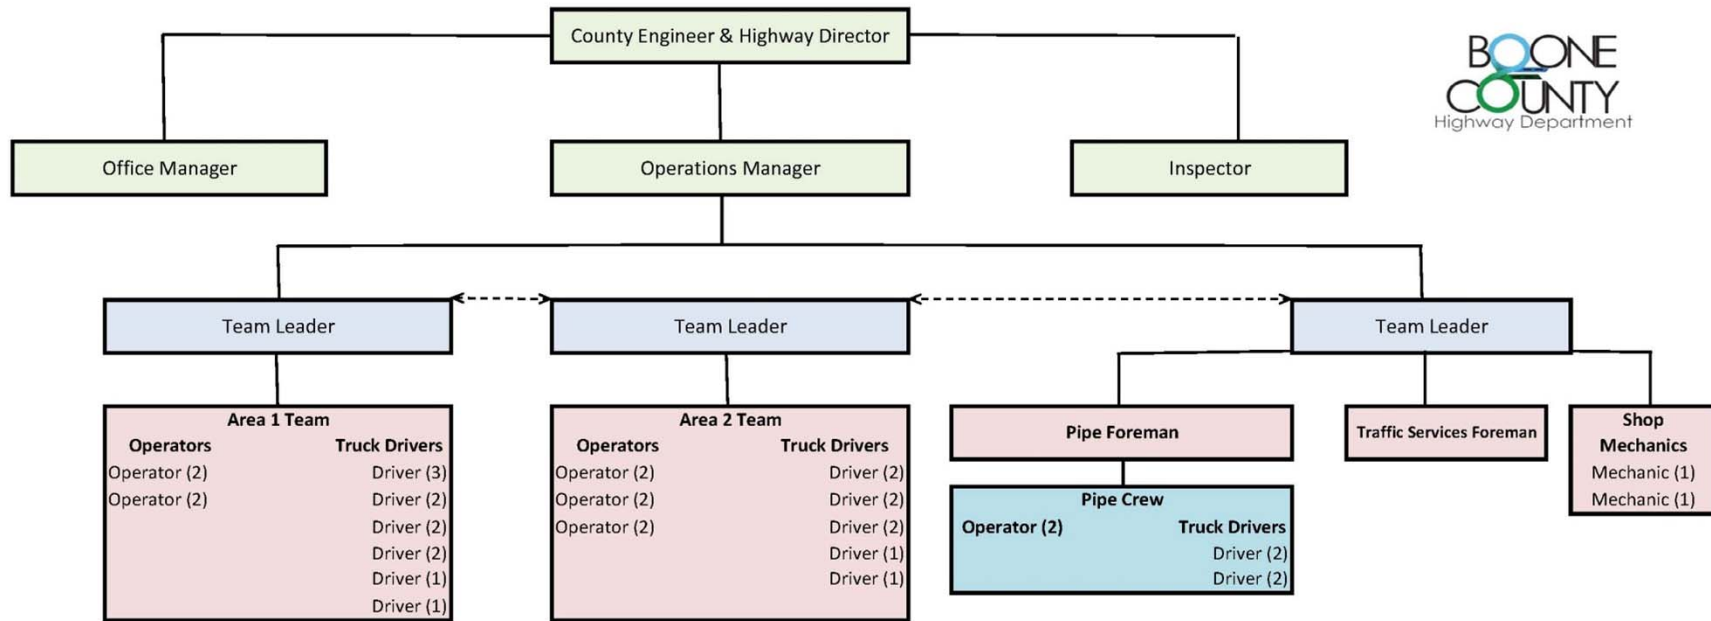 County Engineer & Highway Director
BOONE
COUNTY
Highway Department
Office Manager
Operations Manager
Inspector
Team Leader
Team Leader
Team Leader
Area 1 Team
Operators Truck Drivers
Operator (2) Driver (3)
Operator (2) Driver (2)
Driver (2)
Driver (2)
Driver (1)
Driver (1)
Area 2 Team
Operators Truck Drivers
Operator (2) Driver (2)
Operator (2) Driver (2)
Operator (2) Driver (2)
Driver (1)
Driver (1)
Pipe Foreman
Pipe Crew
Operator (2) Truck Drivers
Driver (2)
Driver (2)
Traffic Services Foreman
Shop
Mechanics
Mechanic (1)
Mechanic (1)